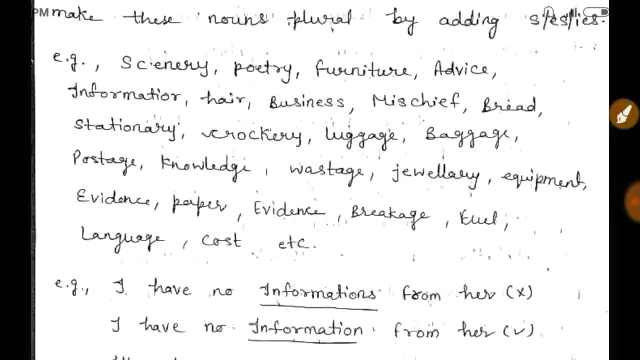 PM make these nouns plural by adding s/es/ies.
e.g., Scenery, poetry, furniture, Advice,
Information, hair, Business, Mischief, Bread,
Stationary, crockery, luggage, Baggage,
Postage, Knowledge, wastage, jewellary, equipment,
Evidence, paper, Evidence, Breakage, Fuel,
Language, cost etc.
e.g., I have no Informations from her (X)
I have no Information from her (✓)